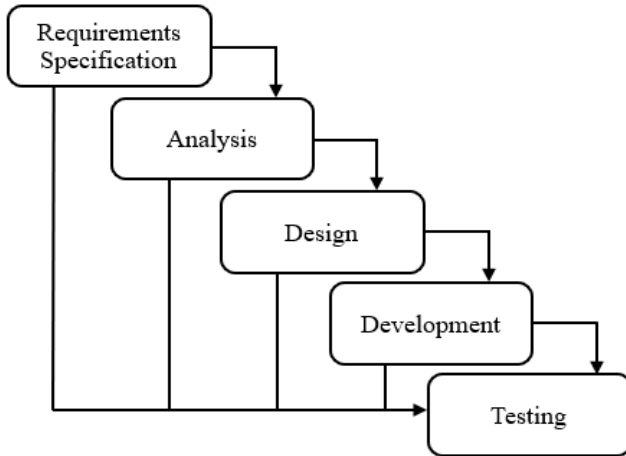 Requirements
Specification
Analysis
Design
Development
Testing